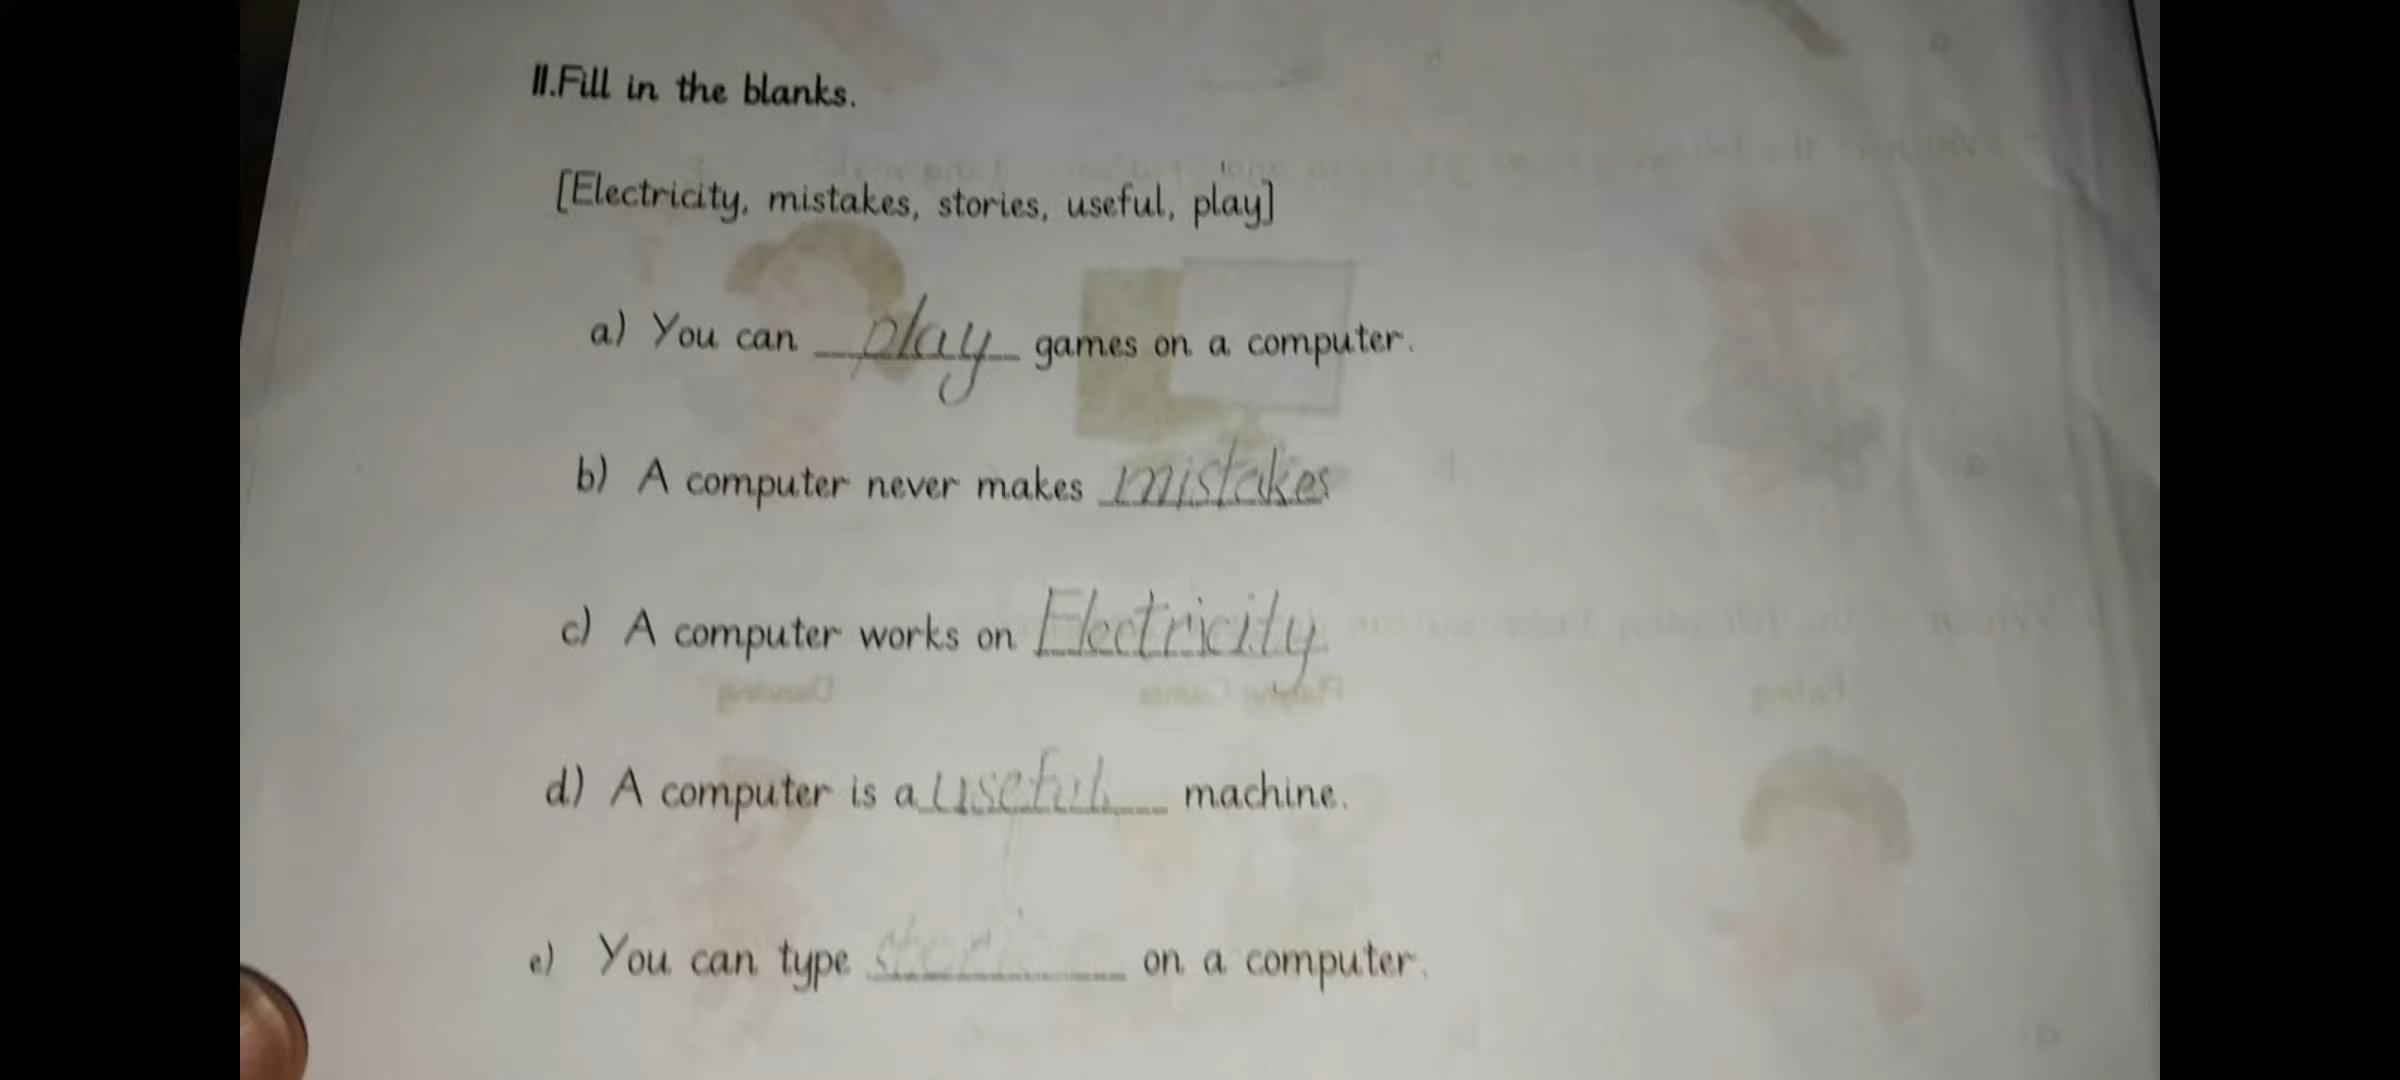 II.Fill in the blanks.
[Electricity, mistakes, stories, useful, play]
a) You can play games on a computer.
b) A computer never makes mistakes
c) A computer works on Electricity
d) A computer is a useful machine.
e) You can type stories on a computer.